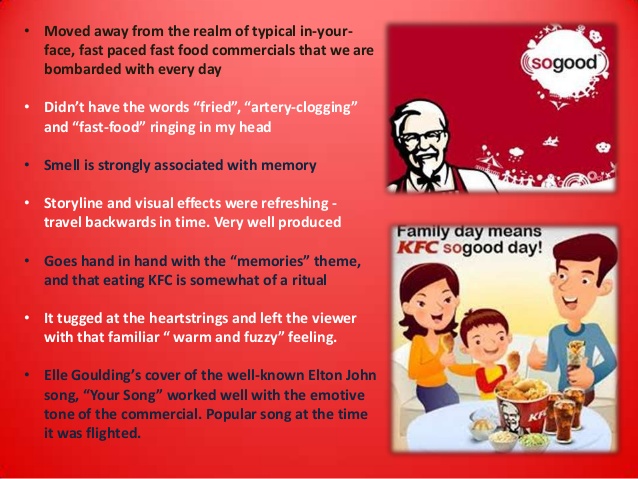 • Moved away from the realm of typical in-your-
face, fast paced fast food commercials that we are
bombarded with every day
• Didn’t have the words “fried”, “artery-clogging”
and “fast-food” ringing in my head
• Smell is strongly associated with memory
• Storyline and visual effects were refreshing -
travel backwards in time. Very well produced
• Goes hand in hand with the “memories” theme,
and that eating KFC is somewhat of a ritual
• It tugged at the heartstrings and left the viewer
with that familiar “ warm and fuzzy” feeling.
• Elle Goulding’s cover of the well-known Elton John
song, “Your Song” worked well with the emotive
tone of the commercial. Popular song at the time
it was flighted.
sogood
Family day means
KFC sogood day!
KFC